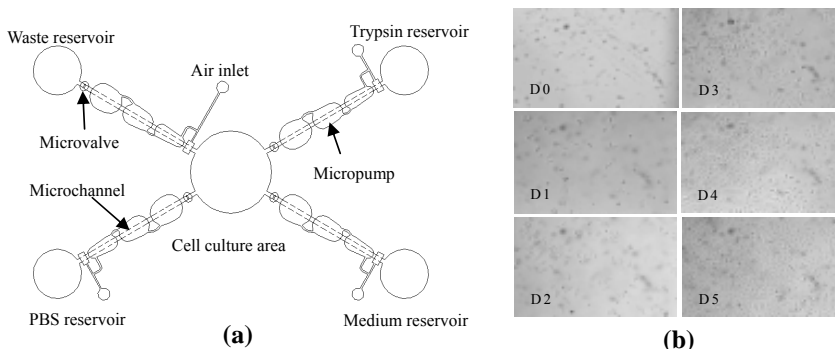 Waste reservoir
Trypsin reservoir
Air inlet
Microvalve
Micropump
Microchannel
Cell culture area
PBS reservoir
Medium reservoir
(a)
D0
D3
D1
D4
D2
D5
(b)